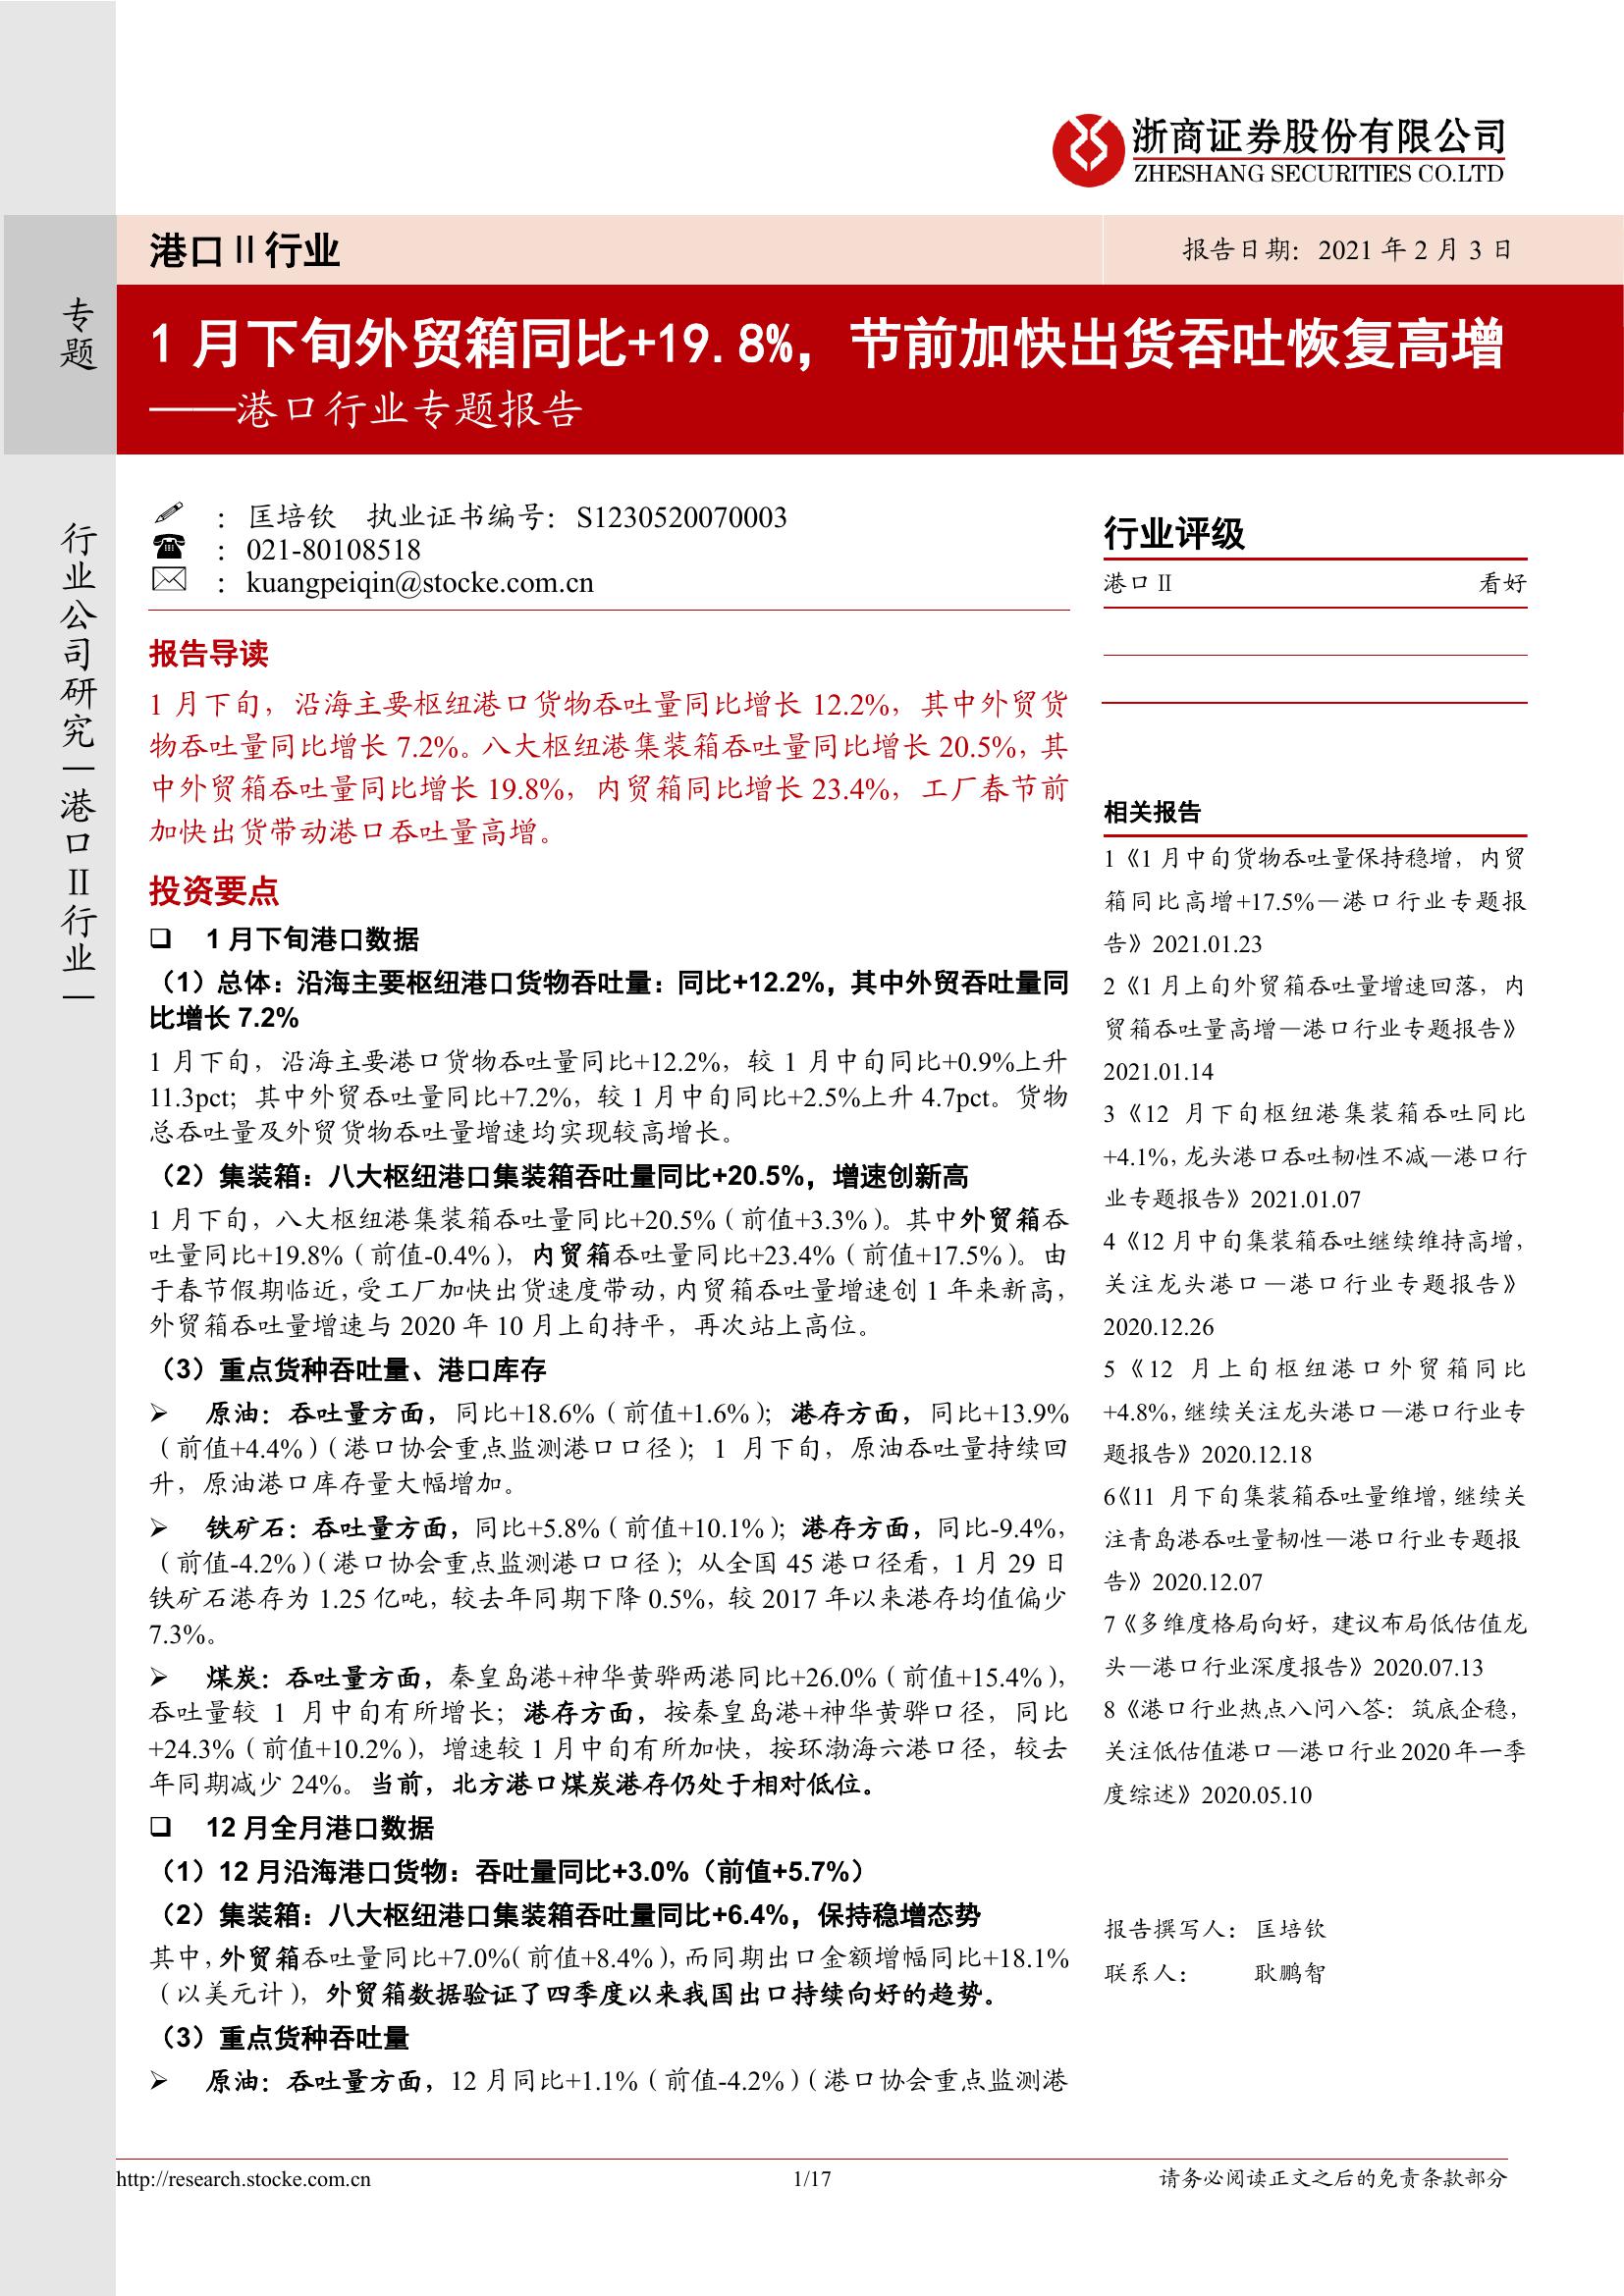 浙商证券股份有限公司
ZHESHANG SECURITIES CO.LTD
港口Ⅱ行业
报告日期：2021 年 2 月 3 日
专题
1 月下旬外贸箱同比+19.8%，节前加快出货吞吐恢复高增
——港口行业专题报告
行业公司研究｜港口Ⅱ行业｜
：匡培钦 执业证书编号：S1230520070003
：021-80108518
：kuangpeiqin@stocke.com.cn
报告导读
1 月下旬，沿海主要枢纽港口货物吞吐量同比增长 12.2%，其中外贸货
物吞吐量同比增长 7.2%。八大枢纽港集装箱吞吐量同比增长 20.5%，其
中外贸箱吞吐量同比增长 19.8%，内贸箱同比增长 23.4%，工厂春节前
加快出货带动港口吞吐量高增。
投资要点
❑ 1 月下旬港口数据
（1）总体：沿海主要枢纽港口货物吞吐量：同比+12.2%，其中外贸吞吐量同
比增长 7.2%
1 月下旬，沿海主要港口货物吞吐量同比+12.2%，较 1 月中旬同比+0.9%上升
11.3pct；其中外贸吞吐量同比+7.2%，较 1 月中旬同比+2.5%上升 4.7pct。货物
总吞吐量及外贸货物吞吐量增速均实现较高增长。
（2）集装箱：八大枢纽港口集装箱吞吐量同比+20.5%，增速创新高
1 月下旬，八大枢纽港集装箱吞吐量同比+20.5%（前值+3.3%）。其中外贸箱吞
吐量同比+19.8%（前值-0.4%），内贸箱吞吐量同比+23.4%（前值+17.5%）。由
于春节假期临近，受工厂加快出货速度带动，内贸箱吞吐量增速创 1 年来新高，
外贸箱吞吐量增速与 2020 年 10 月上旬持平，再次站上高位。
（3）重点货种吞吐量、港口库存
➢ 原油：吞吐量方面，同比+18.6%（前值+1.6%）；港存方面，同比+13.9%
（前值+4.4%）（港口协会重点监测港口口径）；1 月下旬，原油吞吐量持续回
升，原油港口库存量大幅增加。
➢ 铁矿石：吞吐量方面，同比+5.8%（前值+10.1%）；港存方面，同比-9.4%，
（前值-4.2%）（港口协会重点监测港口口径）；从全国 45 港口径看，1 月 29 日
铁矿石港存为 1.25 亿吨，较去年同期下降 0.5%，较 2017 年以来港存均值偏少
7.3%。
➢ 煤炭：吞吐量方面，秦皇岛港+神华黄骅两港同比+26.0%（前值+15.4%），
吞吐量较 1 月中旬有所增长；港存方面，按秦皇岛港+神华黄骅口径，同比
+24.3%（前值+10.2%），增速较 1 月中旬有所加快，按环渤海六港口径，较去
年同期减少 24%。当前，北方港口煤炭港存仍处于相对低位。
❑ 12 月全月港口数据
（1）12 月沿海港口货物：吞吐量同比+3.0%（前值+5.7%）
（2）集装箱：八大枢纽港口集装箱吞吐量同比+6.4%，保持稳增态势
其中，外贸箱吞吐量同比+7.0%（前值+8.4%），而同期出口金额增幅同比+18.1%
（以美元计），外贸箱数据验证了四季度以来我国出口持续向好的趋势。
（3）重点货种吞吐量
➢ 原油：吞吐量方面，12 月同比+1.1%（前值-4.2%）（港口协会重点监测港
行业评级
港口Ⅱ 看好
相关报告
1《1 月中旬货物吞吐量保持稳增，内贸
箱同比高增+17.5%—港口行业专题报
告》2021.01.23
2《1 月上旬外贸箱吞吐量增速回落，内
贸箱吞吐量高增—港口行业专题报告》
2021.01.14
3《12 月下旬枢纽港集装箱吞吐同比
+4.1%，龙头港口吞吐韧性不减—港口行
业专题报告》2021.01.07
4《12 月中旬集装箱吞吐继续维持高增，
关注龙头港口—港口行业专题报告》
2020.12.26
5《12 月上旬枢纽港口外贸箱同比
+4.8%，继续关注龙头港口—港口行业专
题报告》2020.12.18
6《11 月下旬集装箱吞吐量维增，继续关
注青岛港吞吐量韧性—港口行业专题报
告》2020.12.07
7《多维度格局向好，建议布局低估值龙
头—港口行业深度报告》2020.07.13
8《港口行业热点八问八答：筑底企稳，
关注低估值港口—港口行业 2020 年一季
度综述》2020.05.10
报告撰写人：匡培钦
联系人： 耿鹏智
http://research.stocke.com.cn
1/17
请务必阅读正文之后的免责条款部分